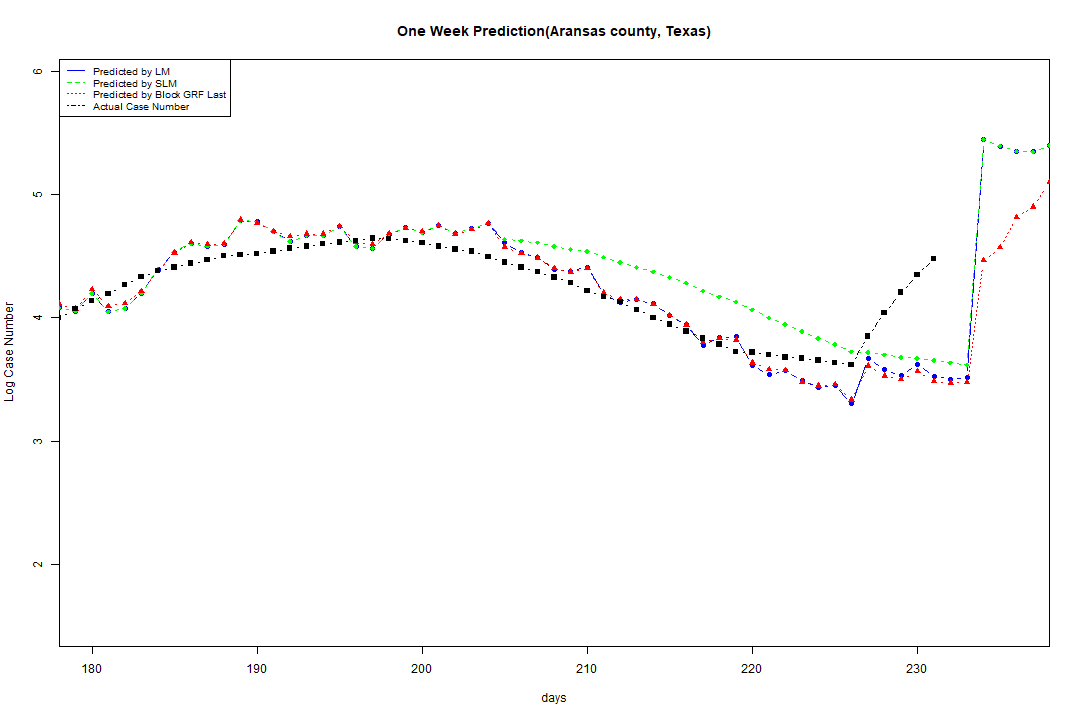 One Week Prediction(Aransas county, Texas)
Predicted by LM
Predicted by SLM
Predicted by Block GRF Last
Actual Case Number
Log Case Number
6
5
4
3
2
180 190 200 210 220 230
days